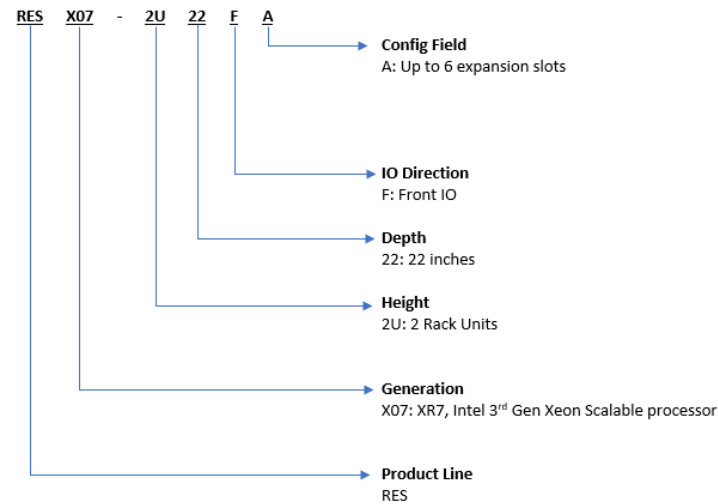 RES X07 - 2U 22 F A
Config Field
A: Up to 6 expansion slots
IO Direction
F: Front IO
Depth
22: 22 inches
Height
2U: 2 Rack Units
Generation
X07: XR7, Intel 3rd Gen Xeon Scalable processor
Product Line
RES